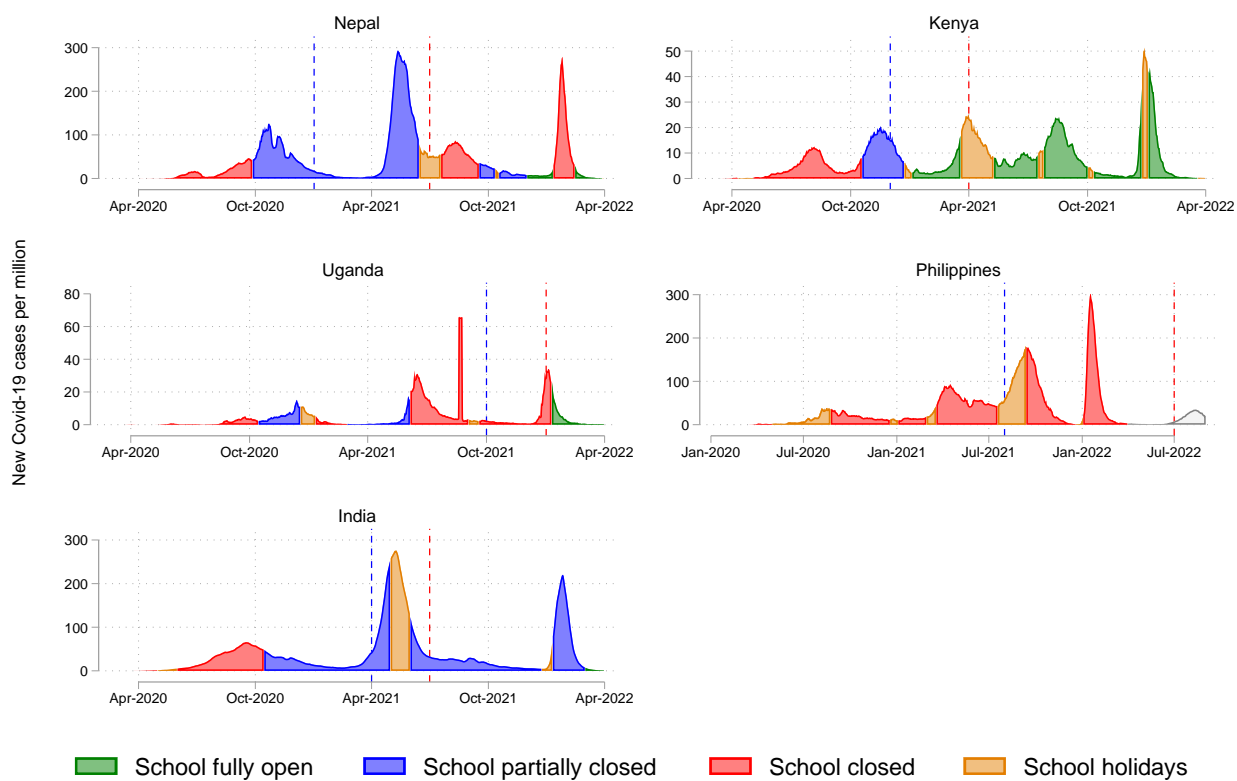 Nepal
300
200
100
0
Apr-2020 Oct-2020 Apr-2021 Oct-2021 Apr-2022
Kenya
50
40
30
20
10
0
Apr-2020 Oct-2020 Apr-2021 Oct-2021 Apr-2022
New Covid-19 cases per million
Uganda
80
60
40
20
0
Apr-2020 Oct-2020 Apr-2021 Oct-2021 Apr-2022
Philippines
300
200
100
0
Jan-2020 Jul-2020 Jan-2021 Jul-2021 Jan-2022 Jul-2022
India
300
200
100
0
Apr-2020 Oct-2020 Apr-2021 Oct-2021 Apr-2022
School fully open School partially closed School closed School holidays